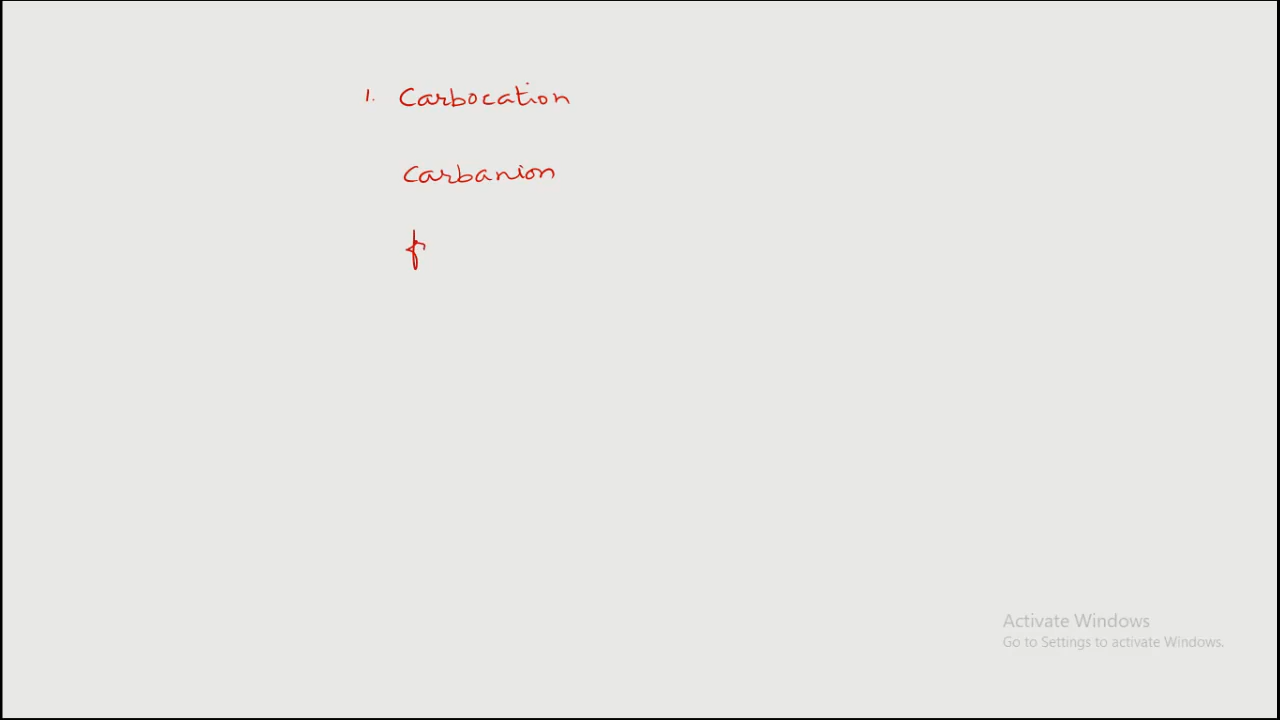 1. Carbocation
Carbanion
f
Activate Windows
Go to Settings to activate Windows.